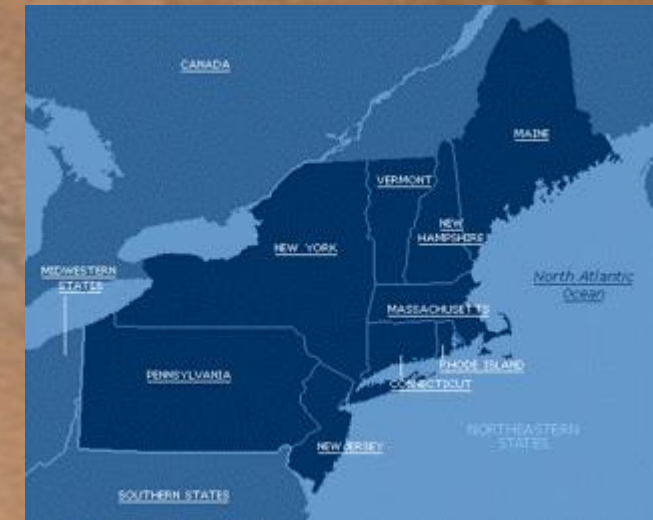 CANADA
MAINE
VERMONT
NEW
HAMPSHIRE
NEW YORK
MIDWESTERN
STATES
North Atlantic
Ocean
MASSACHUSETTS
RHODE ISLAND
CONNECTICUT
PENNSYLVANIA
NORTHEASTERN
STATES
NEW JERSEY
SOUTHERN STATES